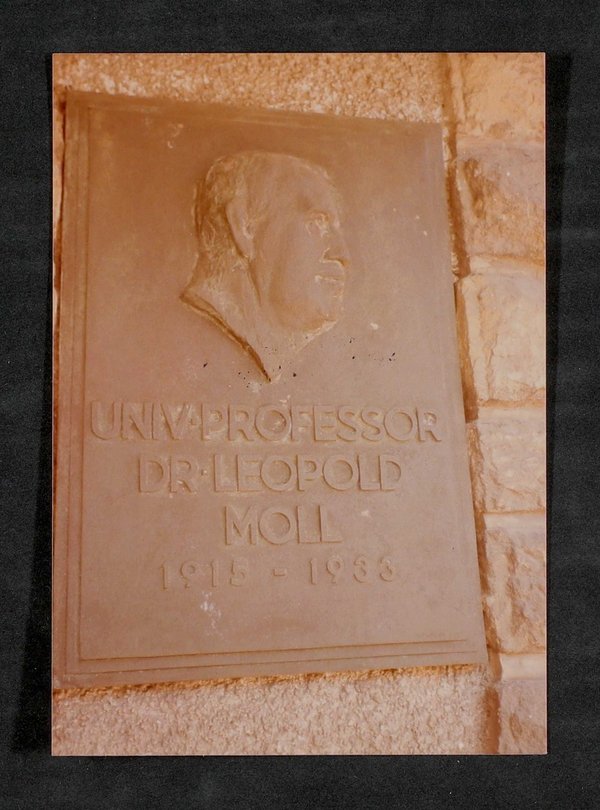 UNIV·PROFESSOR
DR·LEOPOLD
MOLL
1915 - 1933